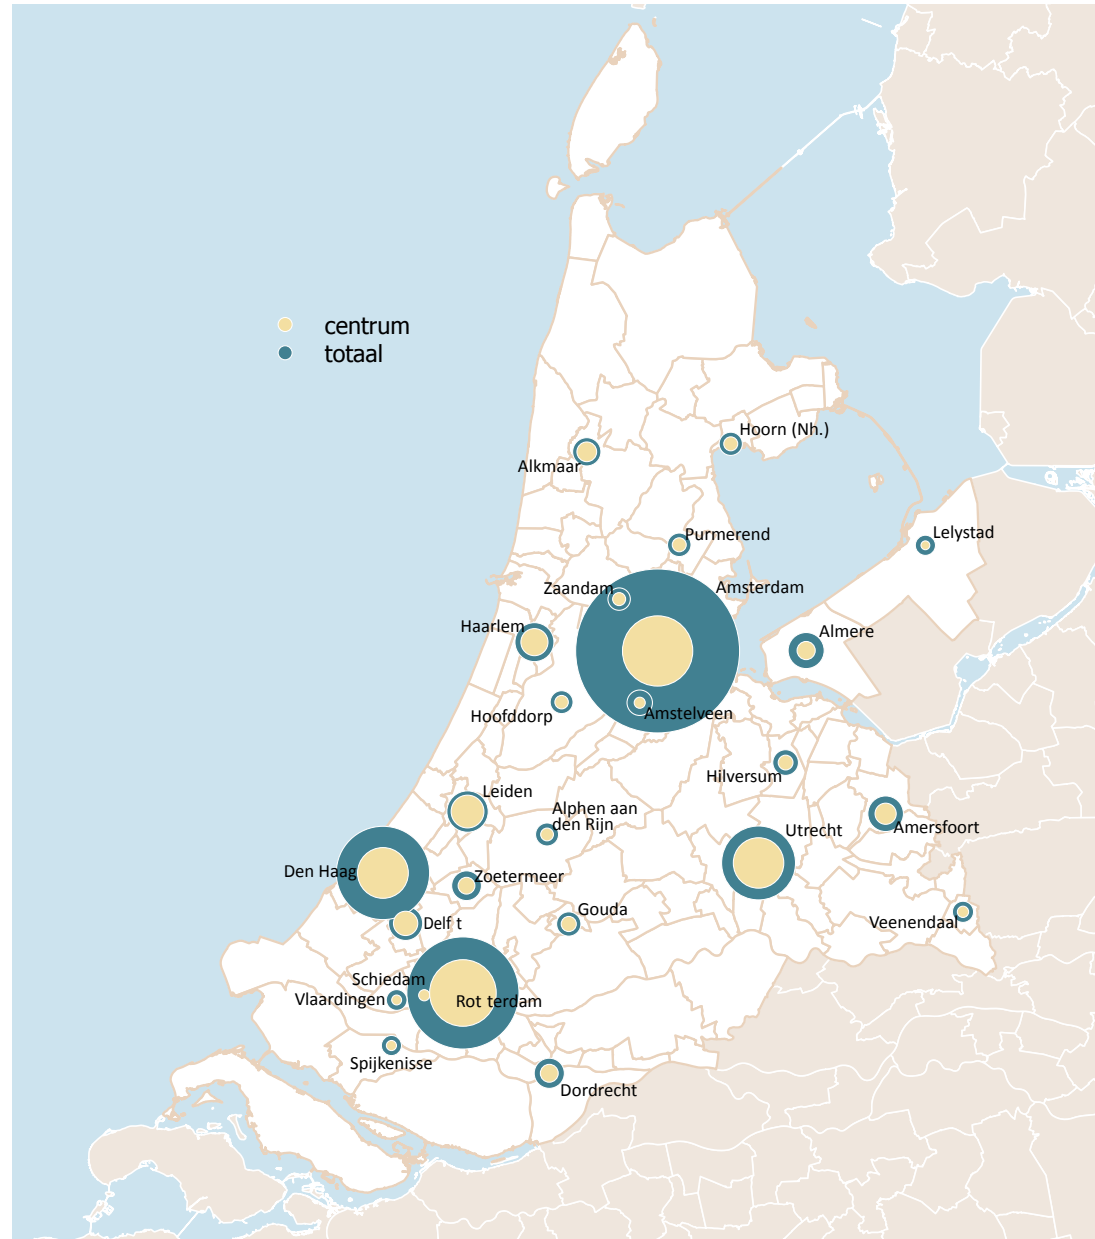 centrum
totaal
Hoorn (Nh.)
Alkmaar
Purmerend
Lelystad
Zaandam
Amsterdam
Haarlem
Almere
Hoofddorp
Amstelveen
Hilversum
Leiden
Alphen aan
den Rijn
Utrecht
Amersfoort
Den Haag
Zoetermeer
Gouda
Delf t
Veenendaal
Schiedam
Vlaardingen
Rot terdam
Spijkenisse
Dordrecht